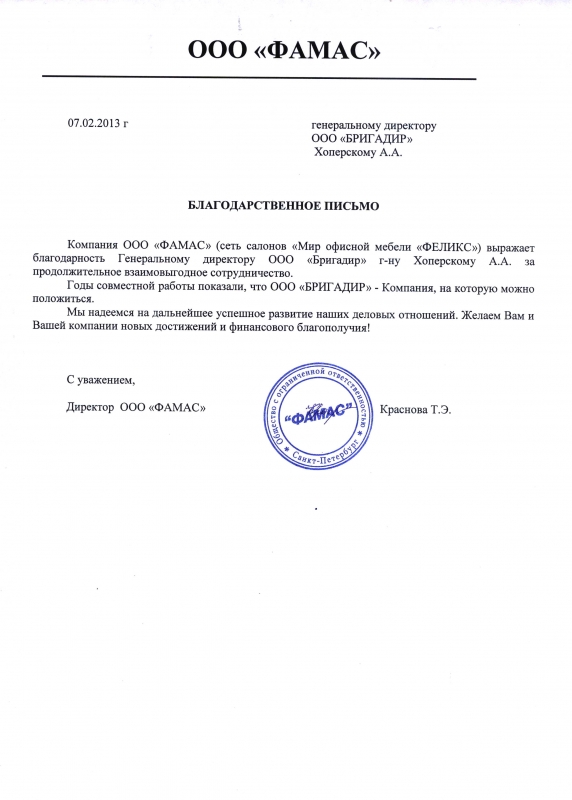 ООО «ФАМАС»
07.02.2013 г
генеральному директору
ООО «БРИГАДИР»
Хоперскому А.А.
БЛАГОДАРСТВЕННОЕ ПИСЬМО
Компания ООО «ФАМАС» (сеть салонов «Мир офисной мебели «ФЕЛИКС») выражает
благодарность Генеральному директору ООО «Бригадир» г-ну Хоперскому А.А. за
продолжительное взаимовыгодное сотрудничество.
Годы совместной работы показали, что ООО «БРИГАДИР» - Компания, на которую можно
положиться.
Мы надеемся на дальнейшее успешное развитие наших деловых отношений. Желаем Вам и
Вашей компании новых достижений и финансового благополучия!
С уважением,
Директор ООО «ФАМАС»
Общество с ограниченной ответственностью
"ФАМАС"
* Санкт-Петербург *
Краснова Т.Э.